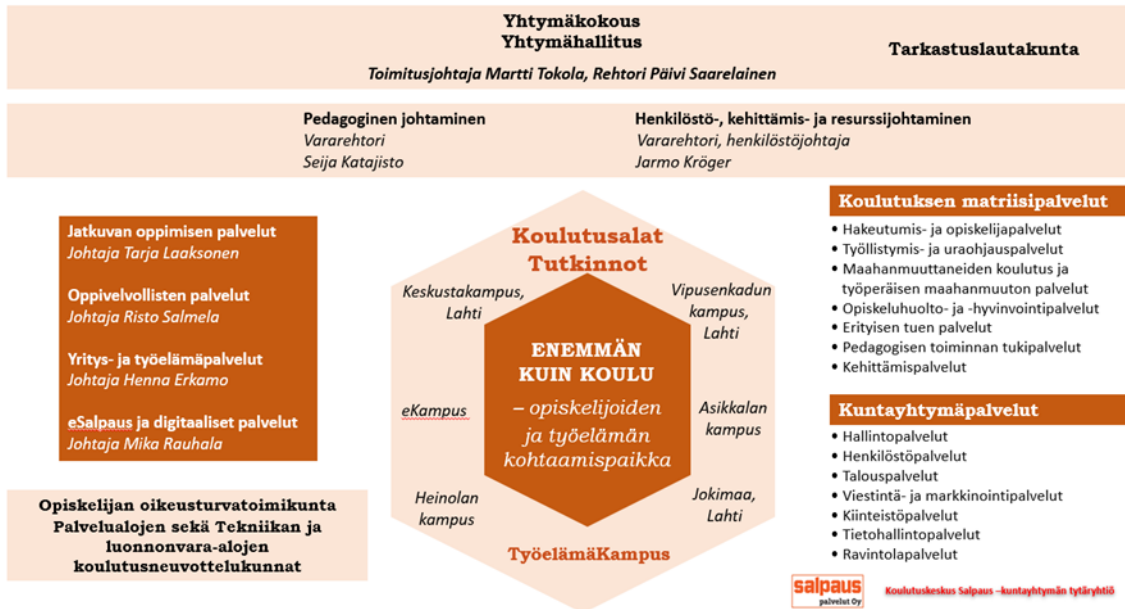 Yhtymäkokous
Yhtymähallitus
Tarkastuslautakunta
Toimitusjohtaja Martti Tokola, Rehtori Päivi Saarelainen
Pedagoginen johtaminen
Vararehtori
Seija Katajisto
Henkilöstö-, kehittämis- ja resurssijohtaminen
Vararehtori, henkilöstöjohtaja
Jarmo Kröger
Jatkuvan oppimisen palvelut
Johtaja Tarja Laaksonen
Oppivelvollisten palvelut
Johtaja Risto Salmela
Yritys- ja työelämäpalvelut
Johtaja Henna Erkamo
eSalpaus ja digitaaliset palvelut
Johtaja Mika Rauhala
Opiskelijan oikeusturvatoimikunta
Palvelualojen sekä Tekniikan ja
luonnonvara-alojen
koulutusneuvottelukunnat
Koulutusalat
Tutkinnot
Keskustakampus,
Lahti
Vipusenkadun
kampus,
Lahti
ENEMMÄN
KUIN KOULU
– opiskelijoiden
ja työelämän
kohtaamispaikka
eKampus
Asikkalan
kampus
Heinolan
kampus
Jokimaa,
Lahti
TyöelämäKampus
Koulutuksen matriisipalvelut
• Hakeutumis- ja opiskelijapalvelut
• Työllistymis- ja uraohjauspalvelut
• Maahanmuuttaneiden koulutus ja
työperäisen maahanmuuton palvelut
• Opiskeluhuolto- ja -hyvinvointipalvelut
• Erityisen tuen palvelut
• Pedagogisen toiminnan tukipalvelut
• Kehittämispalvelut
Kuntayhtymäpalvelut
• Hallintopalvelut
• Henkilöstöpalvelut
• Talouspalvelut
• Viestintä- ja markkinointipalvelut
• Kiinteistöpalvelut
• Tietohallintopalvelut
• Ravintolapalvelut
salpaus
palvelut Oy
Koulutuskeskus Salpaus –kuntayhtymän tytäryhtiö